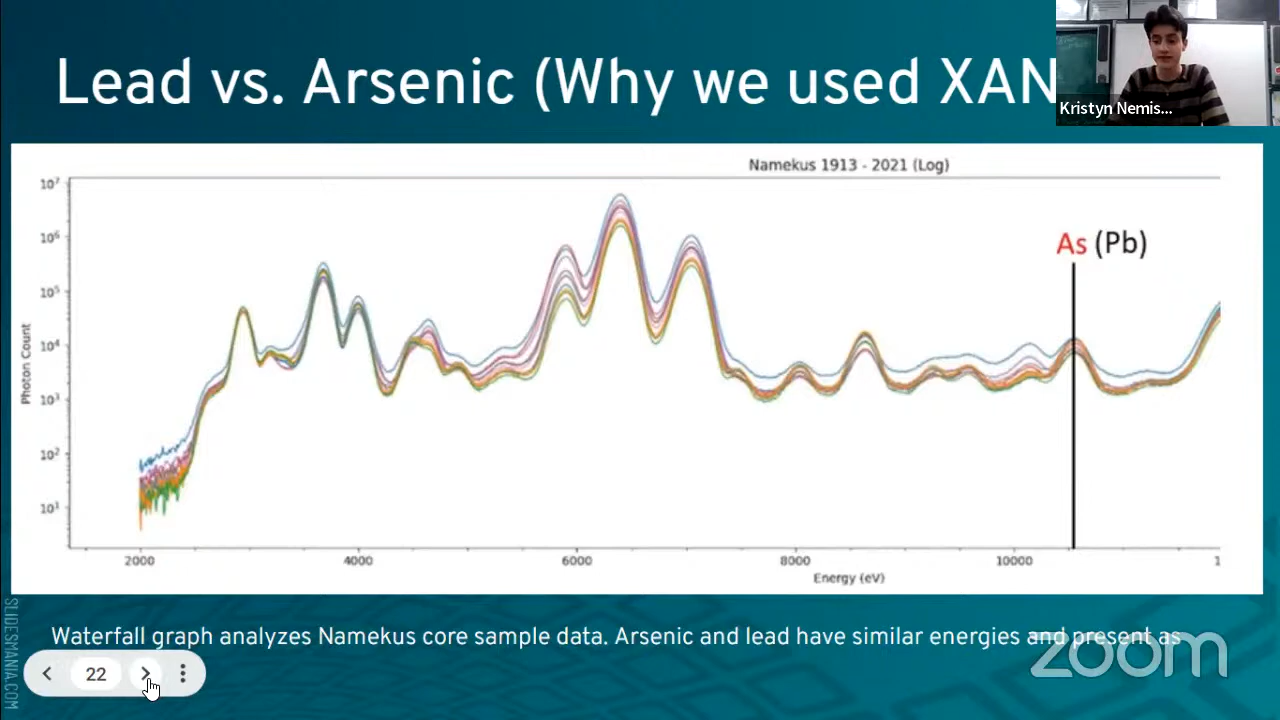 Lead vs. Arsenic (Why we used XAN
Kristyn Nemis...
Namekus 1913 - 2021 (Log)
10⁷
10⁶
10⁵
10⁴
10³
10²
10¹
Photon Count
As (Pb)
2000 4000 6000 8000 10000 1
Energy (eV)
Waterfall graph analyzes Namekus core sample data. Arsenic and lead have similar energies and present as
22
zoom
SLIDESMANIA.COM